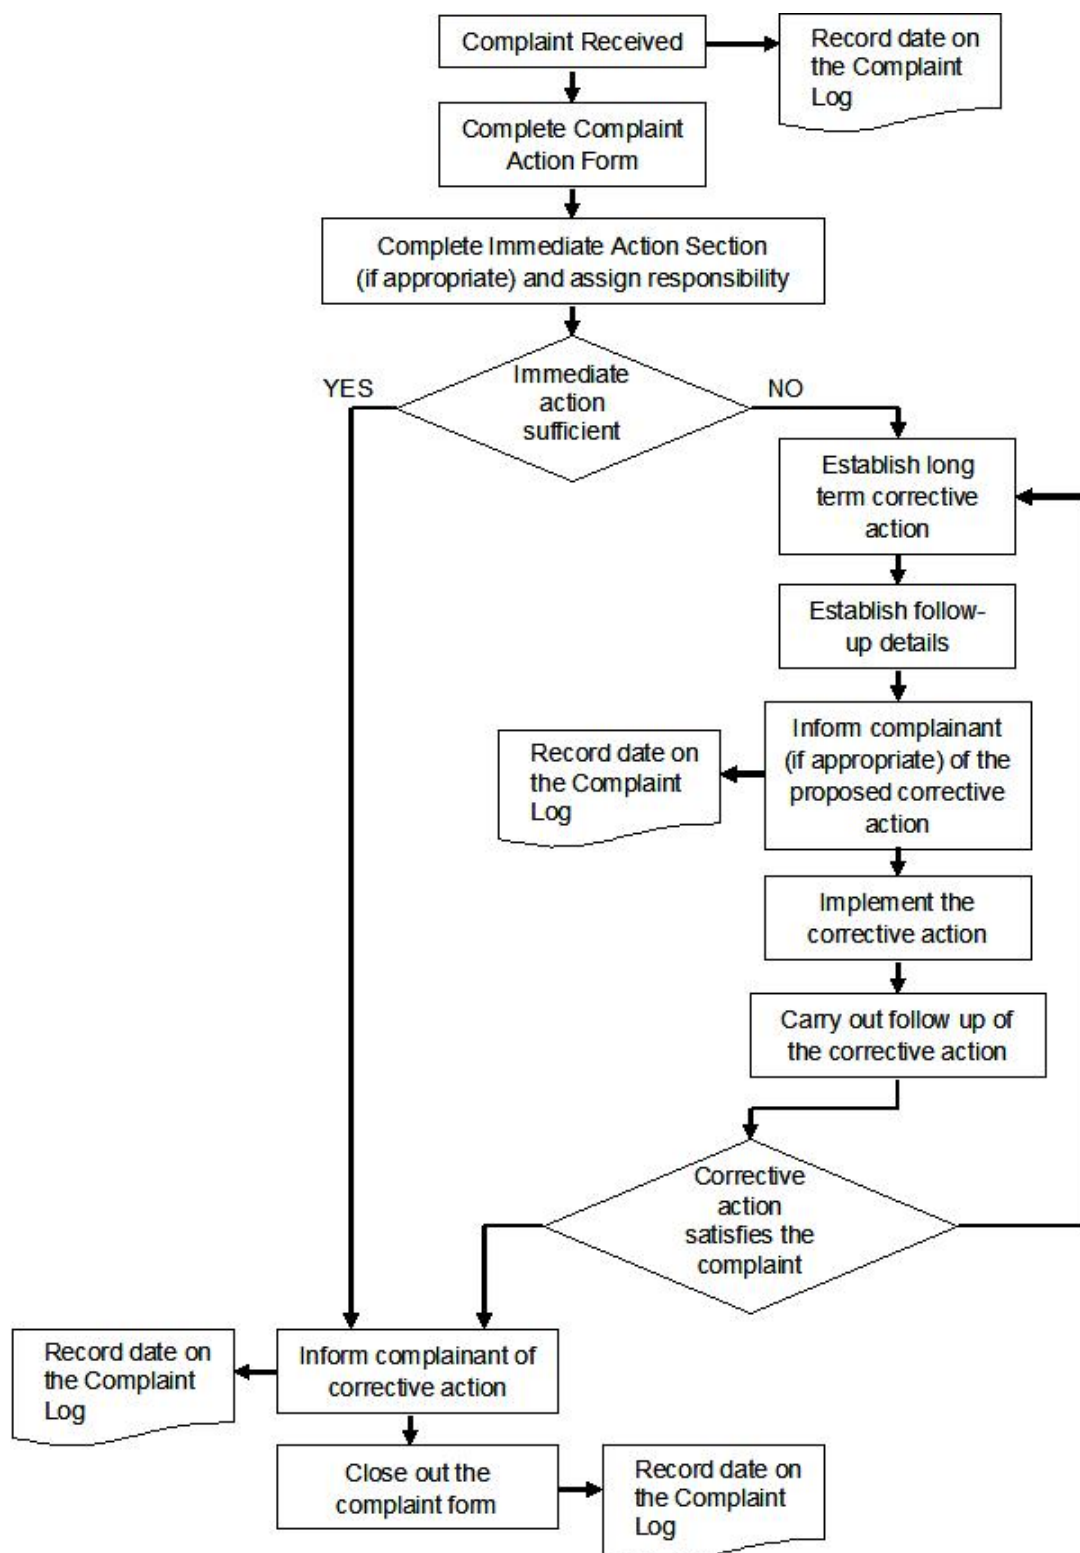 Complaint Received
Record date on
the Complaint
Log
Complete Complaint
Action Form
Complete Immediate Action Section
(if appropriate) and assign responsibility
Immediate
action
sufficient
YES
NO
Establish long
term corrective
action
Establish follow-
up details
Inform complainant
(if appropriate) of the
proposed corrective
action
Record date on
the Complaint
Log
Implement the
corrective action
Carry out follow up of
the corrective action
Corrective
action
satisfies the
complaint
Inform complainant of
corrective action
Record date on
the Complaint
Log
Close out the
complaint form
Record date on
the Complaint
Log